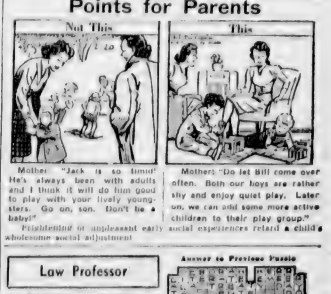 Points for Parents
Not This
This
Mother: "Jack is so timid!
He's always been with adults
and I think it will do him good
to play with your lively young-
sters. Go on, son. Don't be a
baby!"
Mother: "Do let Bill come over
often. Both our boys are rather
shy and enjoy quiet play. Later
on, we can add some more active
children to their play group."
Frightening or unpleasant early social experiences retard a child's
wholesome social adjustment
Law Professor
Answer to Previous Puzzle